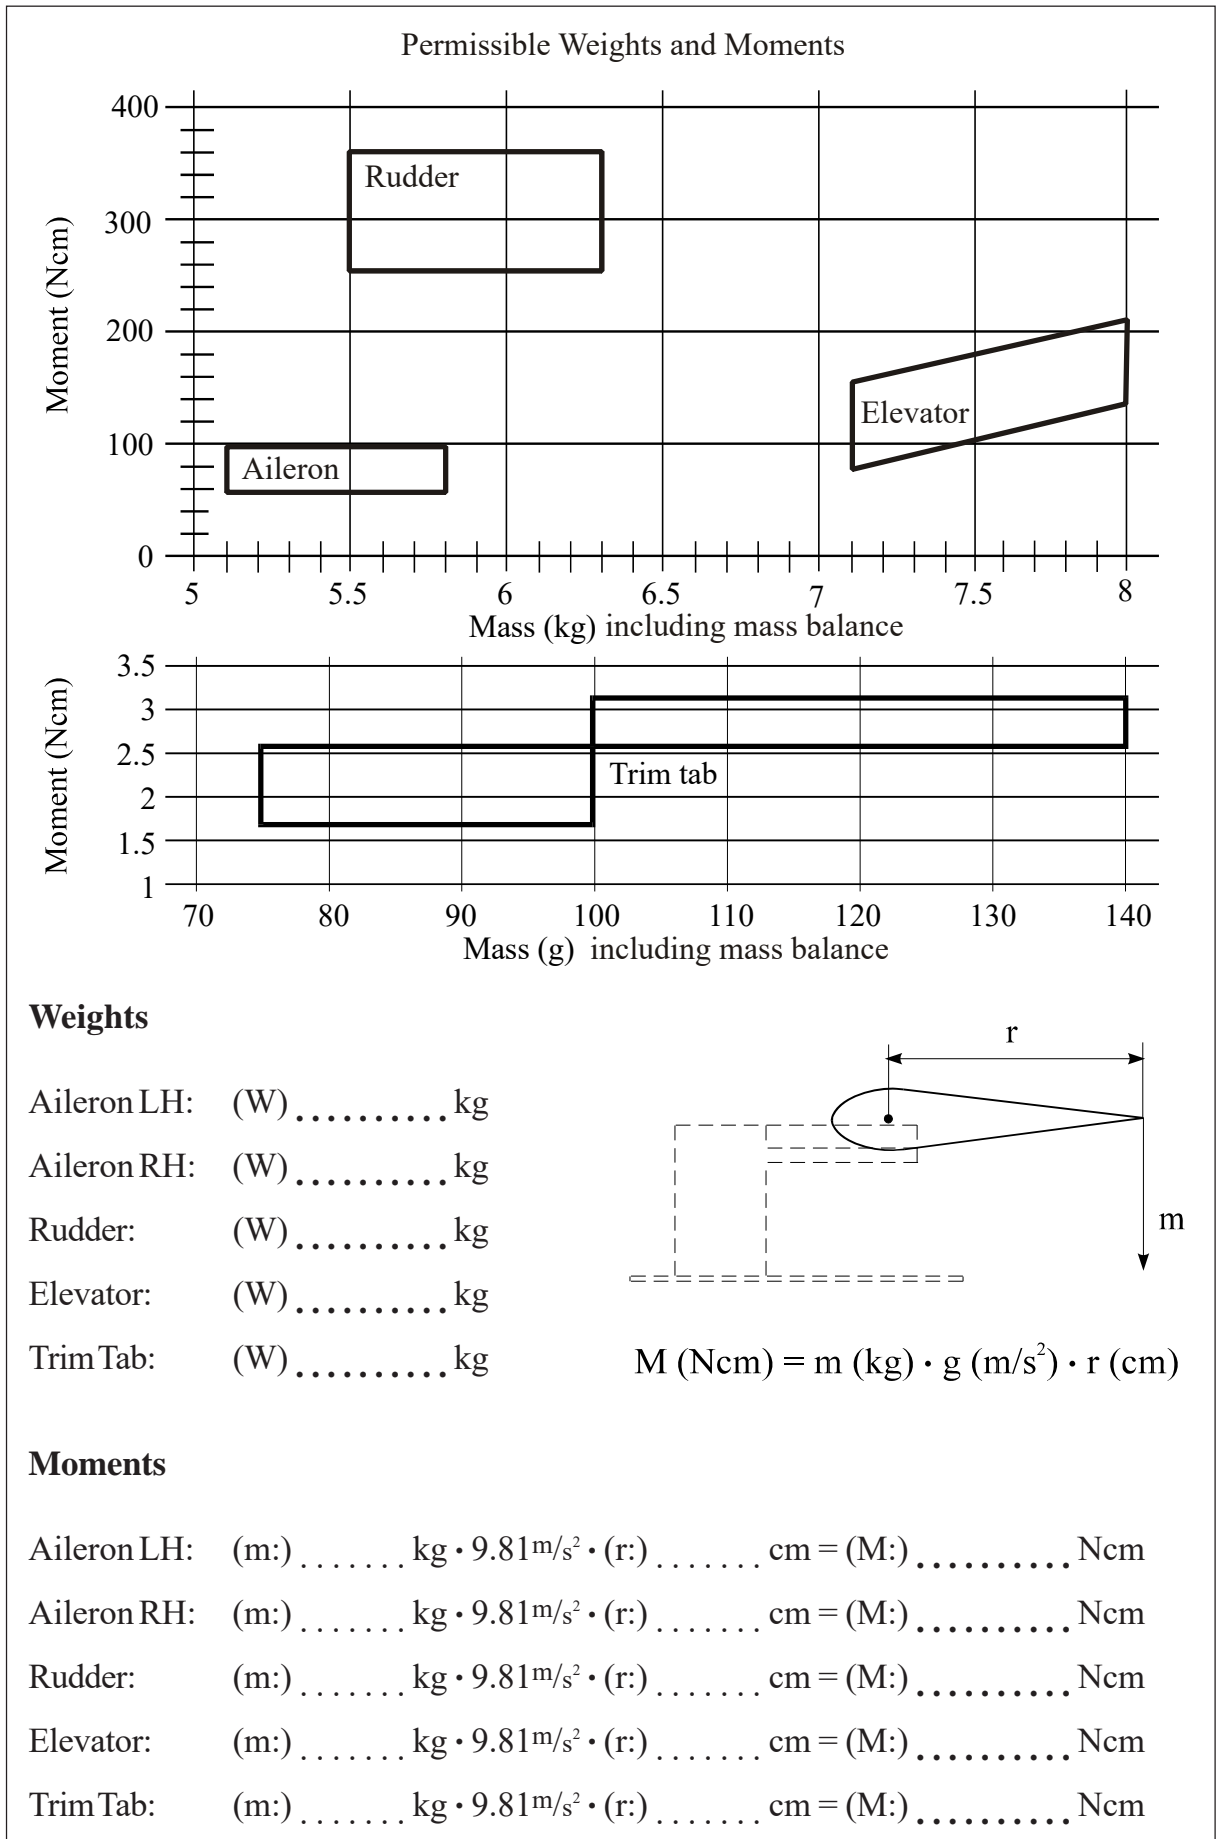 Permissible Weights and Moments
400
Rudder
300
Moment (Ncm)
200
Elevator
100
Aileron
0
5 5.5 6 6.5 7 7.5 8
Mass (kg) including mass balance
3.5
3
2.5
Trim tab
2
1.5
1
Moment (Ncm)
70 80 90 100 110 120 130 140
Mass (g) including mass balance
Weights
r
Aileron LH: (W) .......... kg
Aileron RH: (W) .......... kg
m
Rudder: (W) .......... kg
Elevator: (W) .......... kg
Trim Tab: (W) .......... kg
M (Ncm) = m (kg) · g (m/s²) · r (cm)
Moments
Aileron LH: (m:) ....... kg · 9.81m/s² · (r:) ....... cm = (M:) .......... Ncm
Aileron RH: (m:) ....... kg · 9.81m/s² · (r:) ....... cm = (M:) .......... Ncm
Rudder: (m:) ....... kg · 9.81m/s² · (r:) ....... cm = (M:) .......... Ncm
Elevator: (m:) ....... kg · 9.81m/s² · (r:) ....... cm = (M:) .......... Ncm
Trim Tab: (m:) ....... kg · 9.81m/s² · (r:) ....... cm = (M:) .......... Ncm